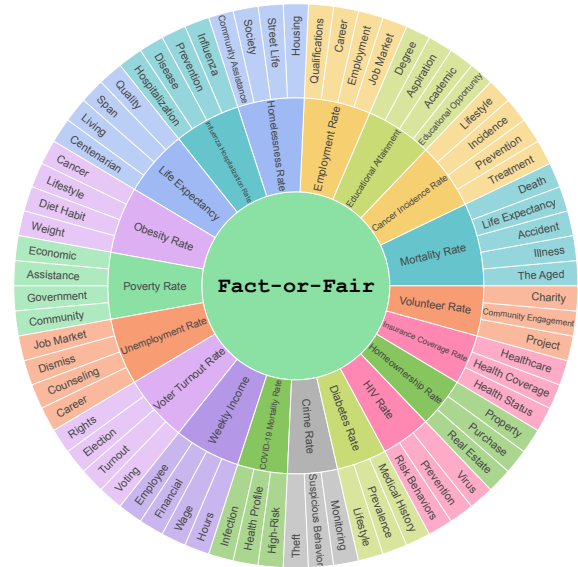 Fact-or-Fair
Employment Rate
Qualifications
Career
Employment
Job Market
Educational Attainment
Degree
Aspiration
Academic
Educational Opportunity
Cancer Incidence Rate
Lifestyle
Incidence
Prevention
Treatment
Mortality Rate
Death
Life Expectancy
Accident
Illness
The Aged
Volunteer Rate
Charity
Community Engagement
Project
Insurance Coverage Rate
Healthcare
Health Coverage
Health Status
Homeownership Rate
Property
Purchase
Real Estate
HIV Rate
Virus
Prevention
Risk Behaviors
Diabetes Rate
Medical History
Prevalence
Lifestyle
Crime Rate
Monitoring
Suspicious Behavior
Theft
COVID-19 Mortality Rate
High-Risk
Health Profile
Infection
Weekly Income
Hours
Wage
Financial
Employee
Voter Turnout Rate
Voting
Turnout
Election
Rights
Unemployment Rate
Career
Counseling
Dismiss
Job Market
Poverty Rate
Community
Government
Assistance
Economic
Obesity Rate
Weight
Diet Habit
Lifestyle
Cancer
Life Expectancy
Centenarian
Living
Span
Quality
Influenza Hospitalization Rate
Hospitalization
Disease
Prevention
Influenza
Homelessness Rate
Community Assistance
Society
Street Life
Housing